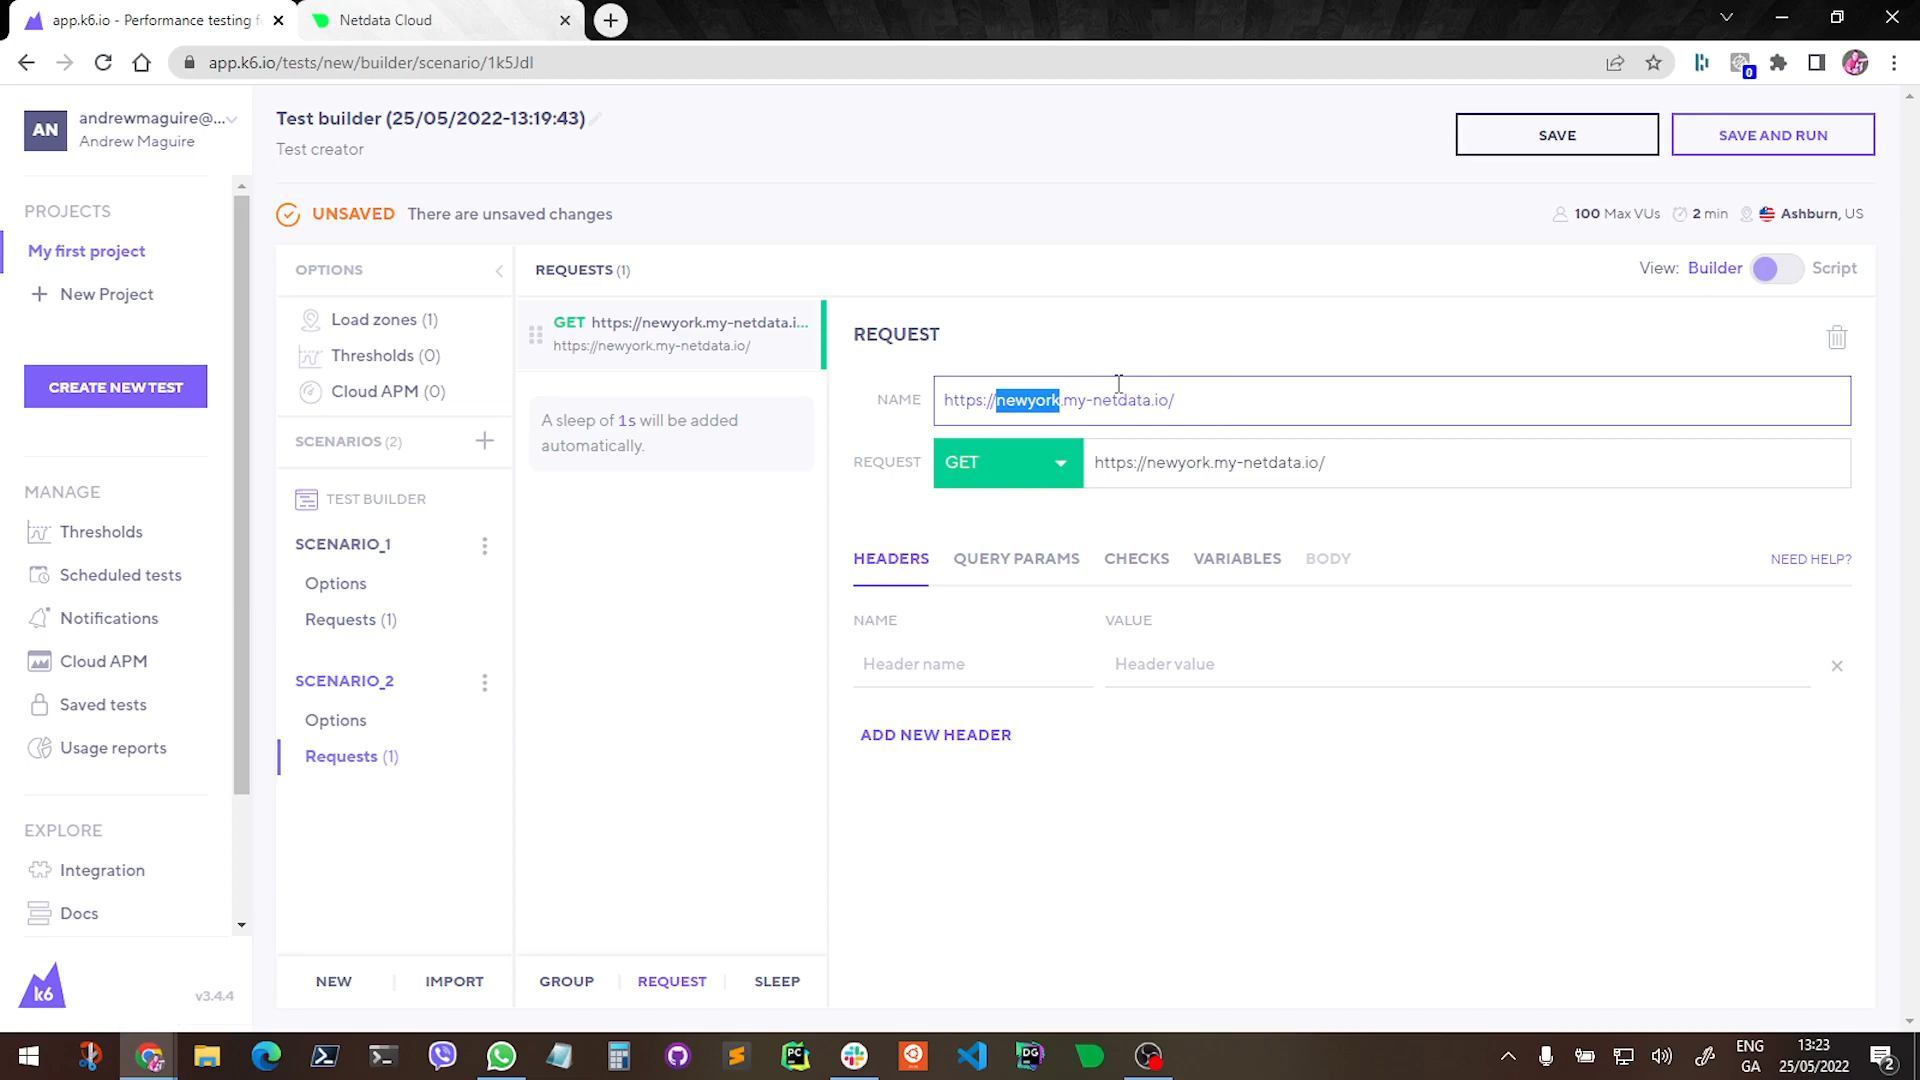 app.k6.io - Performance testing f
Netdata Cloud
app.k6.io/tests/new/builder/scenario/1k5JdI
0
AN
andrewmaguire@...
Andrew Maguire
PROJECTS
My first project
New Project
CREATE NEW TEST
MANAGE
Thresholds
Scheduled tests
Notifications
Cloud APM
Saved tests
Usage reports
EXPLORE
Integration
Docs
k6
v3.4.4
Test builder (25/05/2022-13:19:43)
Test creator
SAVE
SAVE AND RUN
UNSAVED There are unsaved changes
100 Max VUs 2 min Ashburn, US
OPTIONS
Load zones (1)
Thresholds (0)
Cloud APM (0)
SCENARIOS (2)
TEST BUILDER
SCENARIO_1
Options
Requests (1)
SCENARIO_2
Options
Requests (1)
NEW
IMPORT
REQUESTS (1)
GET https://newyork.my-netdata.i...
https://newyork.my-netdata.io/
A sleep of 1s will be added
automatically.
GROUP
REQUEST
SLEEP
View: Builder Script
REQUEST
NAME https://newyork.my-netdata.io/
REQUEST GET https://newyork.my-netdata.io/
HEADERS QUERY PARAMS CHECKS VARIABLES BODY NEED HELP?
NAME VALUE
Header name Header value
ADD NEW HEADER
PC
DG
ENG
GA
13:23
25/05/2022
2